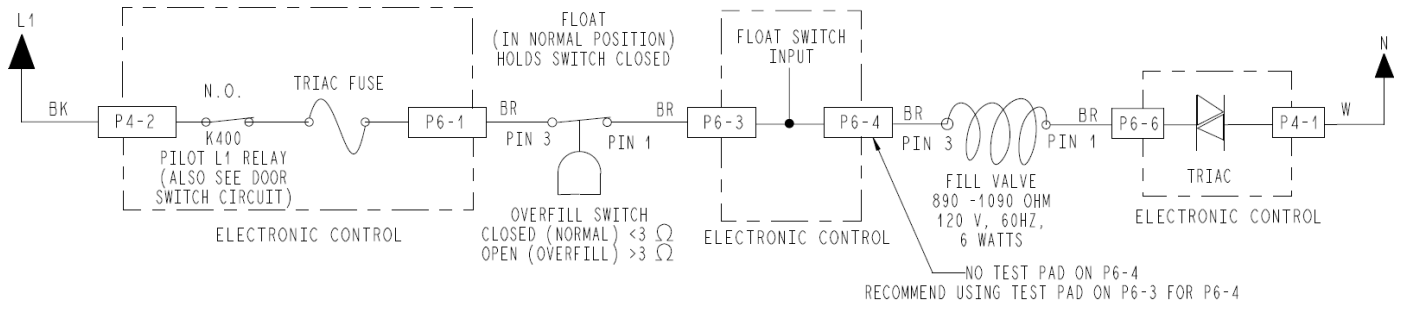 L1
BK
P4-2
N.O.
K400
PILOT L1 RELAY
(ALSO SEE DOOR
SWITCH CIRCUIT)
TRIAC FUSE
P6-1
ELECTRONIC CONTROL
BR
PIN 3
FLOAT
(IN NORMAL POSITION)
HOLDS SWITCH CLOSED
BR
PIN 1
OVERFILL SWITCH
CLOSED (NORMAL) <3 Ω
OPEN (OVERFILL) >3 Ω
P6-3
FLOAT SWITCH
INPUT
P6-4
ELECTRONIC CONTROL
BR
PIN 3
FILL VALVE
890 -1090 OHM
120 V, 60HZ,
6 WATTS
BR
PIN 1
NO TEST PAD ON P6-4
RECOMMEND USING TEST PAD ON P6-3 FOR P6-4
P6-6
TRIAC
P4-1
ELECTRONIC CONTROL
W
N